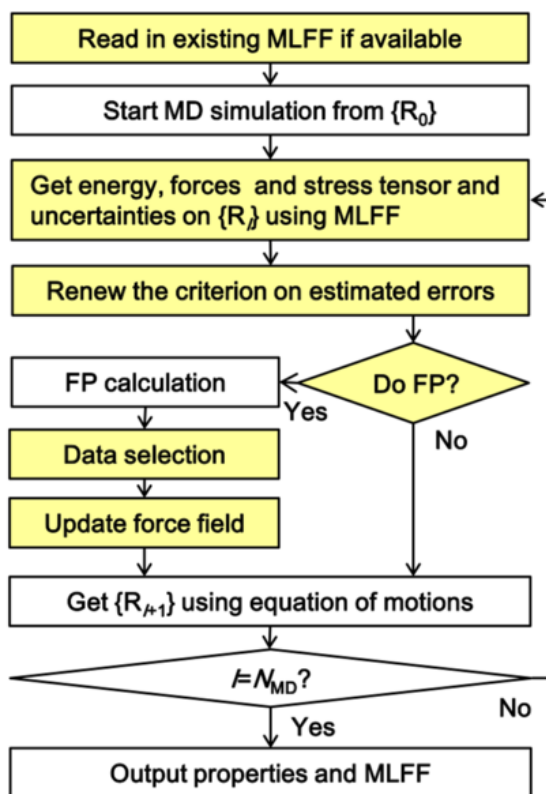 Read in existing MLFF if available
Start MD simulation from {R₀}
Get energy, forces and stress tensor and
uncertainties on {Rᵢ} using MLFF
Renew the criterion on estimated errors
Do FP?
FP calculation
Yes
No
Data selection
Update force field
Get {Rᵢ₊₁} using equation of motions
I=N_MD?
No
Yes
Output properties and MLFF